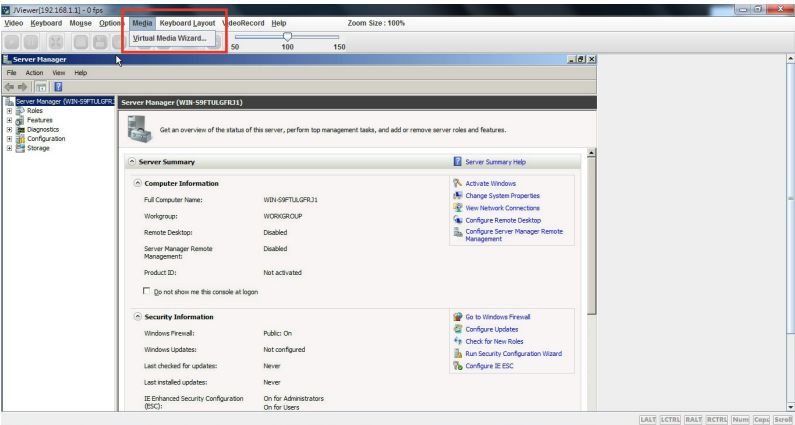 JViewer[192.168.1.1] - 0 fps
Video Keyboard Mouse Options Media Keyboard Layout VideoRecord Help Zoom Size : 100%
Virtual Media Wizard...
50 100 150
Server Manager
File Action View Help
Server Manager (WIN-S9FTULGFRJ
Roles
Features
Diagnostics
Configuration
Storage
Server Manager (WIN-S9FTULGFRJ1)
Get an overview of the status of this server, perform top management tasks, and add or remove server roles and features.
Server Summary
Server Summary Help
Computer Information
Full Computer Name: WIN-S9FTULGFRJ1
Workgroup: WORKGROUP
Remote Desktop: Disabled
Server Manager Remote Management: Disabled
Product ID: Not activated
Do not show me this console at logon
Activate Windows
Change System Properties
View Network Connections
Configure Remote Desktop
Configure Server Manager Remote
Management
Security Information
Windows Firewall: Public: On
Windows Updates: Not configured
Last checked for updates: Never
Last installed updates: Never
IE Enhanced Security Configuration On for Administrators
(ESC): On for Users
Go to Windows Firewall
Configure Updates
Check for New Roles
Run Security Configuration Wizard
Configure IE ESC
LALT LCTRL RALT RCTRL Num Caps Scroll